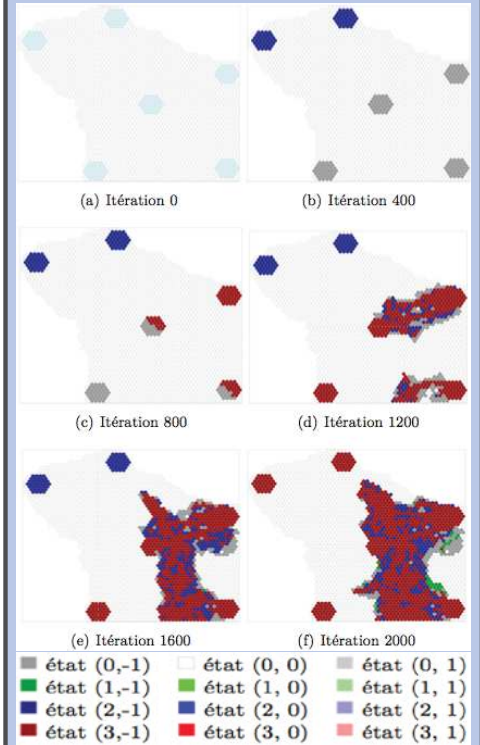 (a) Itération 0 (b) Itération 400
(c) Itération 800 (d) Itération 1200
(e) Itération 1600 (f) Itération 2000
état (0,-1) état (0, 0) état (0, 1)
état (1,-1) état (1, 0) état (1, 1)
état (2,-1) état (2, 0) état (2, 1)
état (3,-1) état (3, 0) état (3, 1)